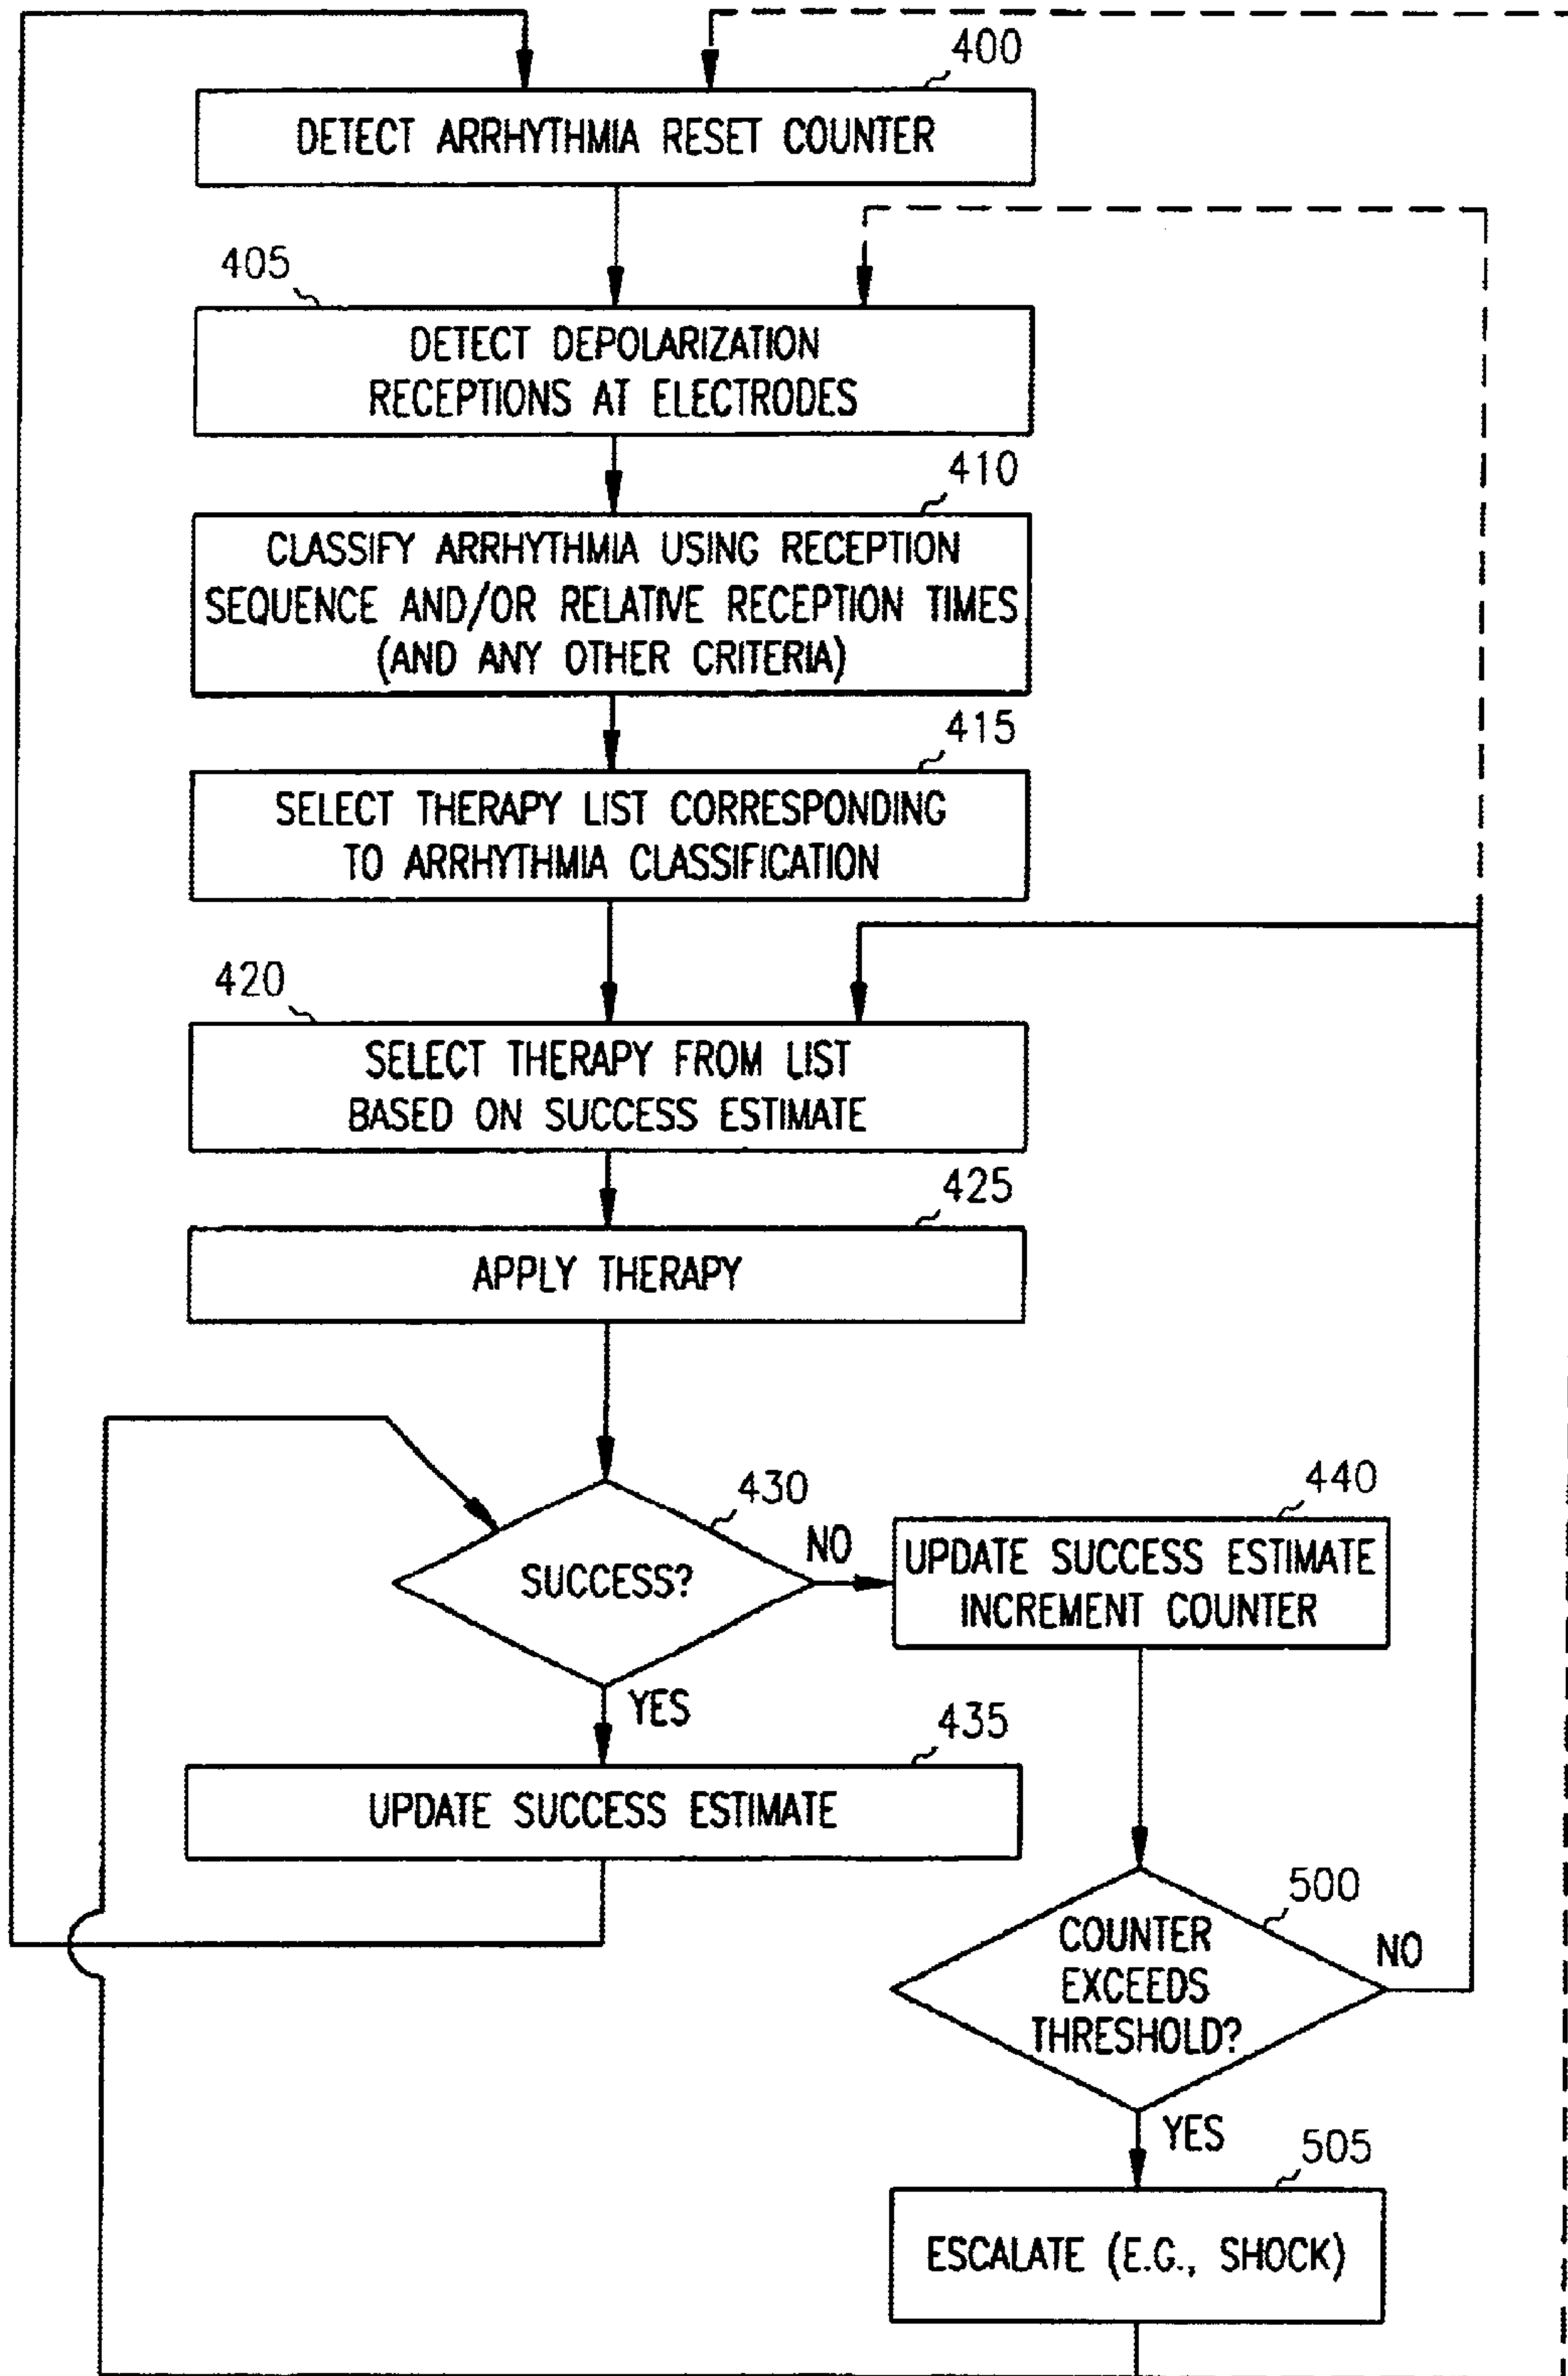 400
DETECT ARRHYTHMIA RESET COUNTER
405
DETECT DEPOLARIZATION
RECEPTIONS AT ELECTRODES
410
CLASSIFY ARRHYTHMIA USING RECEPTION
SEQUENCE AND/OR RELATIVE RECEPTION TIMES
(AND ANY OTHER CRITERIA)
415
SELECT THERAPY LIST CORRESPONDING
TO ARRHYTHMIA CLASSIFICATION
420
SELECT THERAPY FROM LIST
BASED ON SUCCESS ESTIMATE
425
APPLY THERAPY
430
SUCCESS?
NO
440
UPDATE SUCCESS ESTIMATE
INCREMENT COUNTER
YES
435
UPDATE SUCCESS ESTIMATE
500
COUNTER
EXCEEDS
THRESHOLD?
NO
YES
505
ESCALATE (E.G., SHOCK)